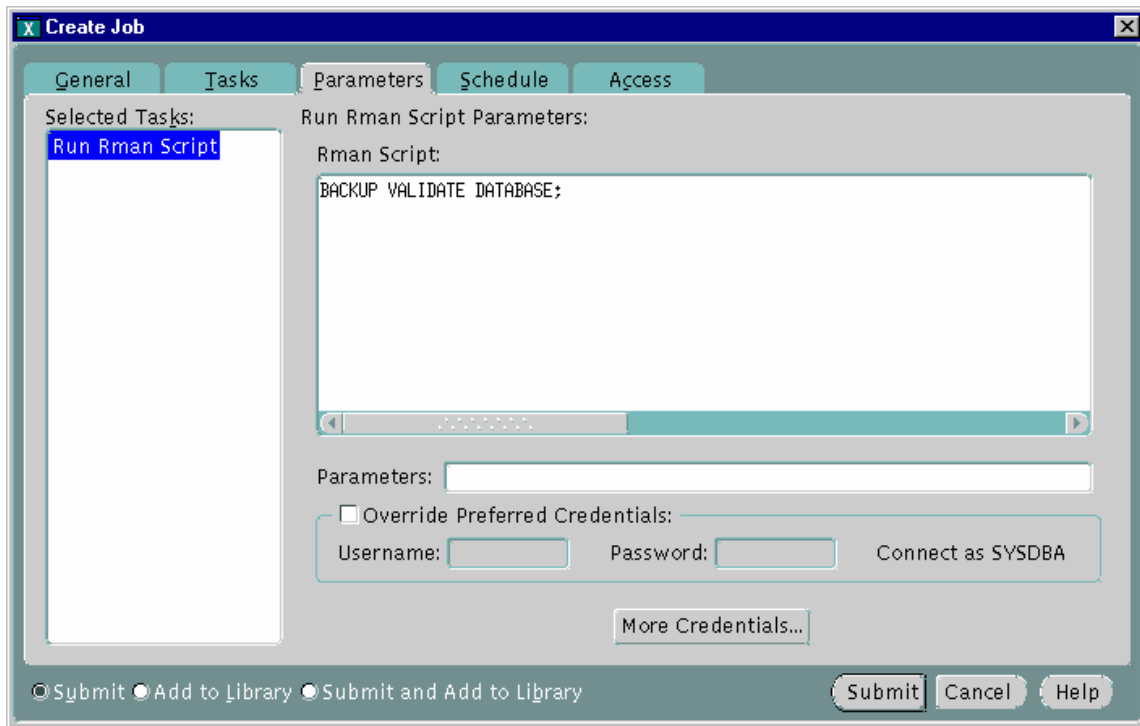 Create Job
General Tasks Parameters Schedule Access
Selected Tasks:
Run Rman Script
Run Rman Script Parameters:
Rman Script:
BACKUP VALIDATE DATABASE;
Parameters:
Override Preferred Credentials:
Username: Password: Connect as SYSDBA
More Credentials...
Submit Add to Library Submit and Add to Library Submit Cancel Help